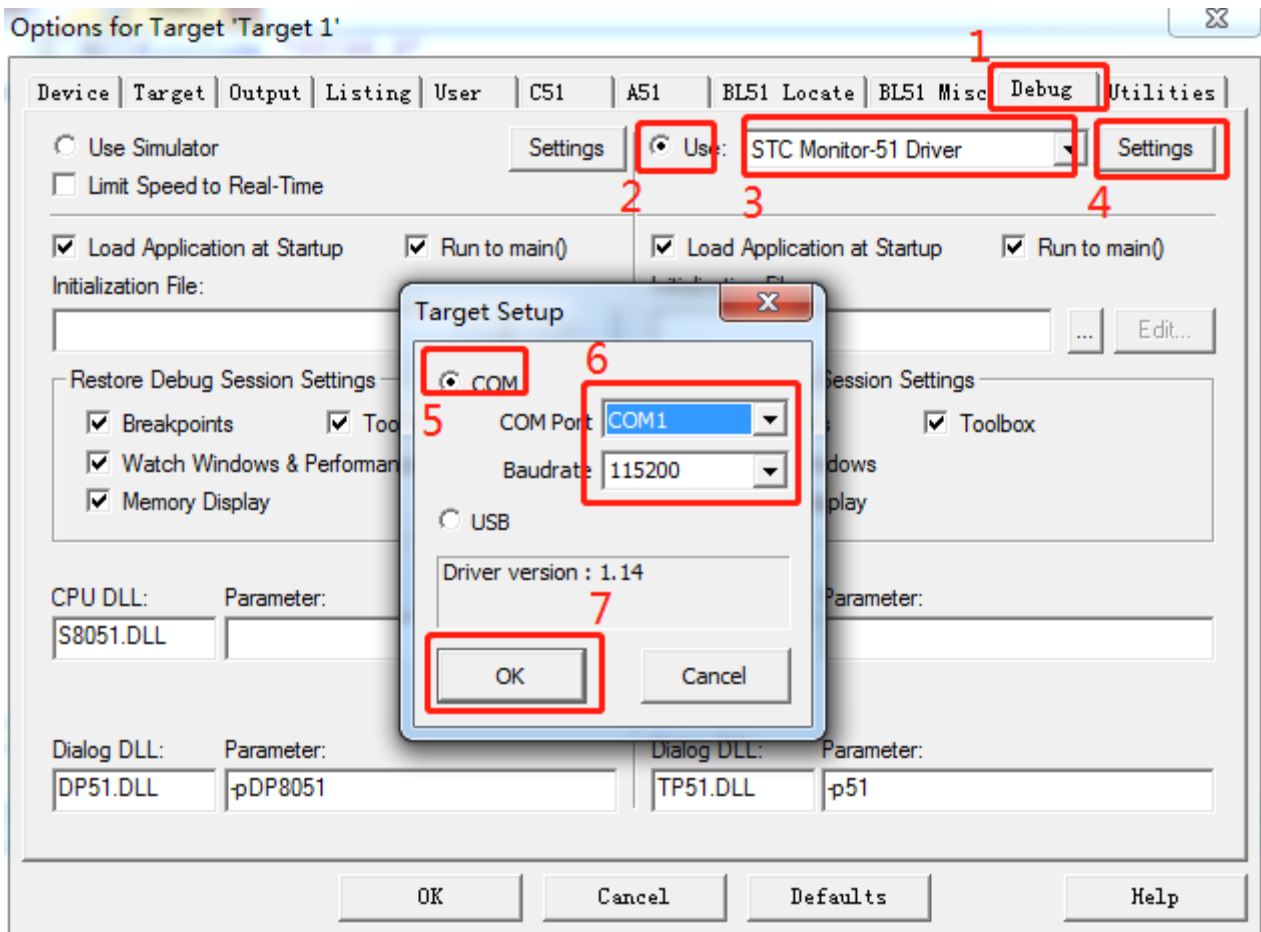 Options for Target 'Target 1'
1
Device Target Output Listing User C51 A51 BL51 Locate BL51 Misc Debug Utilities
Use Simulator Settings Use: STC Monitor-51 Driver Settings
Limit Speed to Real-Time
2 3 4
Load Application at Startup Run to main() Load Application at Startup Run to main()
Initialization File:
... Edit...
Target Setup
6
COM
5 COM Port COM1
Baudrate 115200
USB
Driver version : 1.14
7
OK Cancel
Restore Debug Session Settings Session Settings
Breakpoints Toolbox
Watch Windows & Performan
Memory Display
CPU DLL: Parameter: Parameter:
S8051.DLL
Dialog DLL: Parameter: Dialog DLL: Parameter:
DP51.DLL -pDP8051 TP51.DLL -p51
OK Cancel Defaults Help